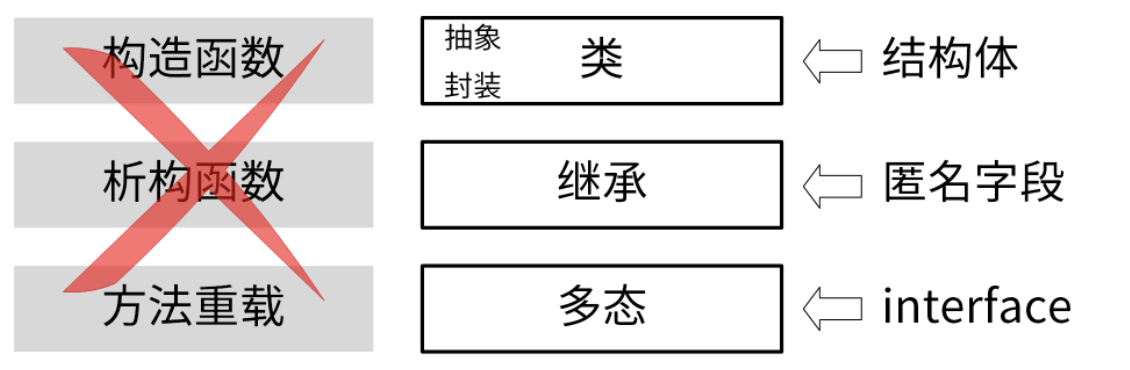 构造函数
抽象
封装
类
结构体
析构函数
继承
匿名字段
方法重载
多态
interface